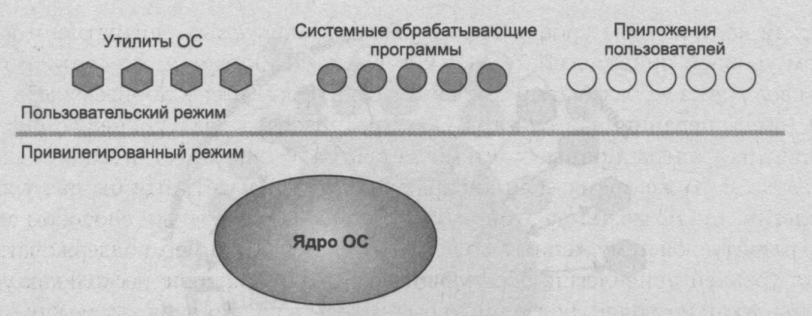 Утилиты ОС
Системные обрабатывающие
программы
Приложения
пользователей
Пользовательский режим
Привилегированный режим
Ядро ОС